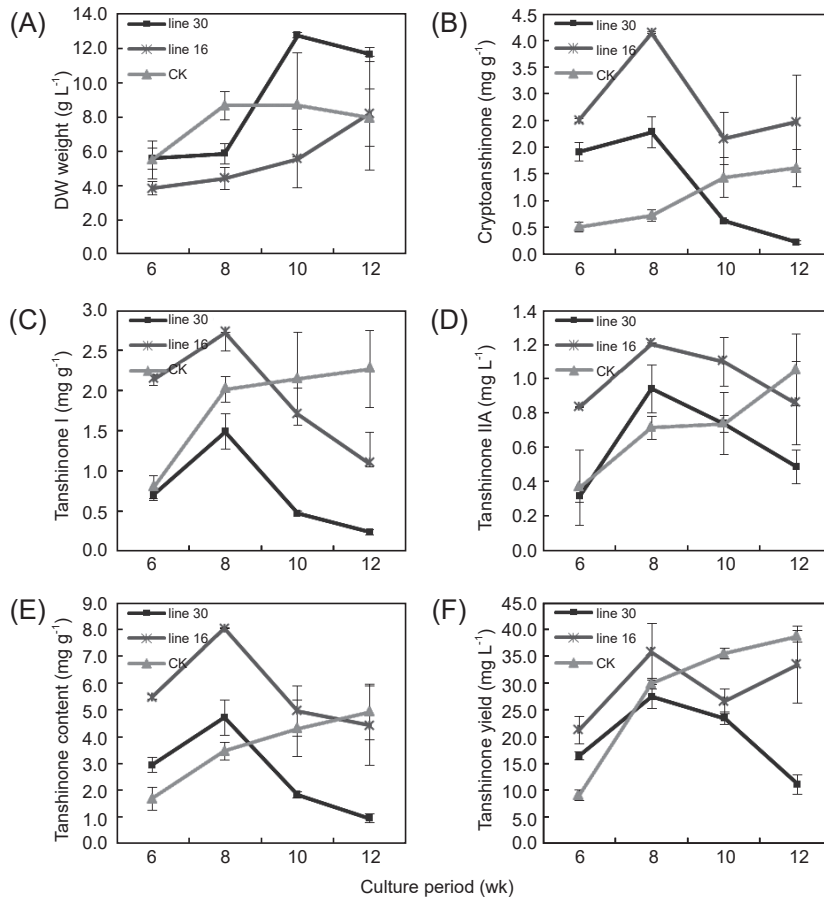 (A)
14.0
12.0
10.0
8.0
6.0
4.0
2.0
0.0
DW weight (g L-1)
line 30
line 16
CK
6 8 10 12
(B)
4.5
4.0
3.5
3.0
2.5
2.0
1.5
1.0
0.5
0.0
Cryptoanshinone (mg g-1)
line 30
line 16
CK
6 8 10 12
(C)
3.0
2.5
2.0
1.5
1.0
0.5
0.0
Tanshinone I (mg g-1)
line 30
line 16
CK
6 8 10 12
(D)
1.4
1.2
1.0
0.8
0.6
0.4
0.2
0.0
Tanshinone IIA (mg L-1)
line 30
line 16
CK
6 8 10 12
(E)
9.0
8.0
7.0
6.0
5.0
4.0
3.0
2.0
1.0
0.0
Tanshinone content (mg g-1)
line 30
line 16
CK
6 8 10 12
(F)
45.0
40.0
35.0
30.0
25.0
20.0
15.0
10.0
5.0
0.0
Tanshinone yield (mg L-1)
line 30
line 16
CK
6 8 10 12
Culture period (wk)